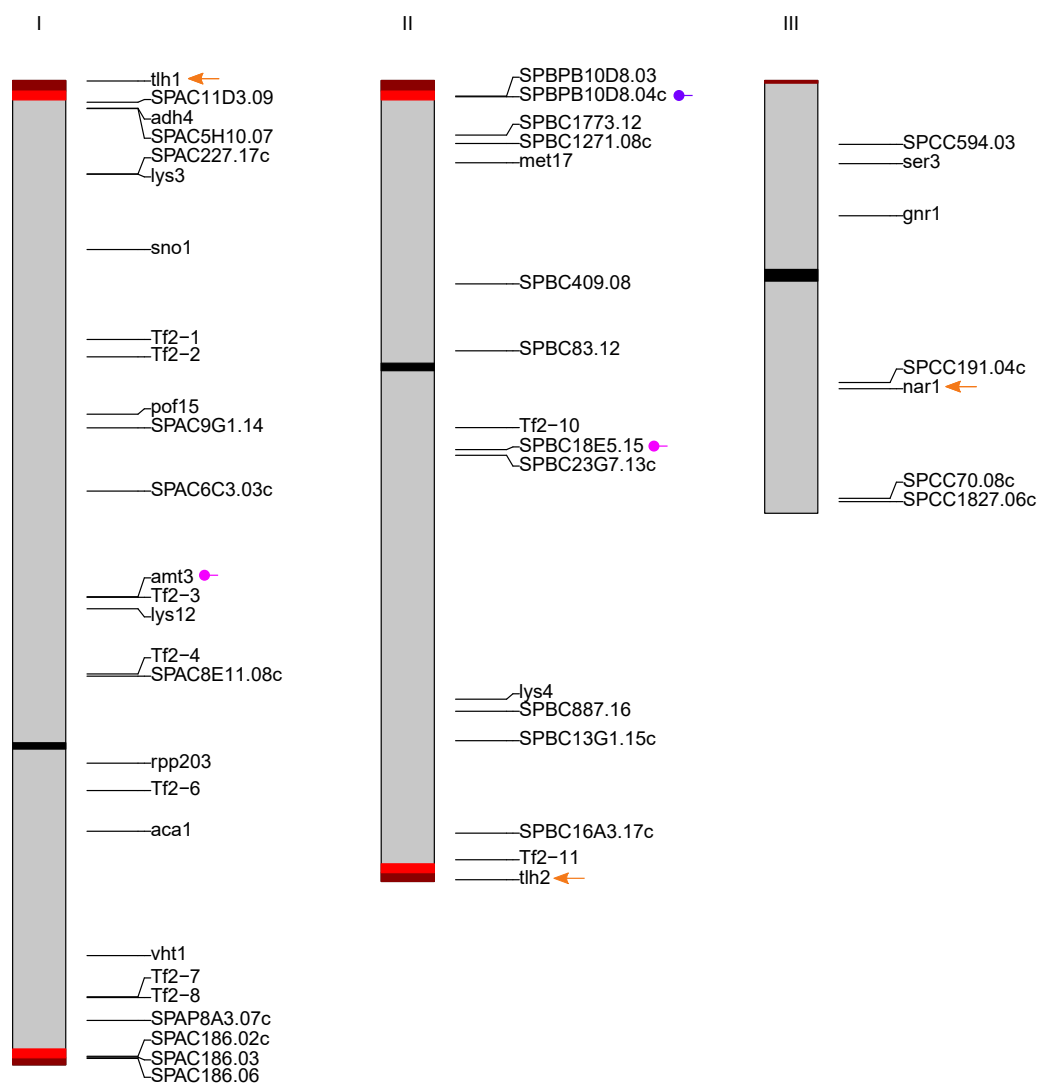 I
tlh1
SPAC11D3.09
adh4
SPAC5H10.07
SPAC227.17c
lys3
sno1
Tf2−1
Tf2−2
pof15
SPAC9G1.14
SPAC6C3.03c
amt3
Tf2−3
lys12
Tf2−4
SPAC8E11.08c
rpp203
Tf2−6
aca1
vht1
Tf2−7
Tf2−8
SPAP8A3.07c
SPAC186.02c
SPAC186.03
SPAC186.06
II
SPBPB10D8.03
SPBPB10D8.04c
SPBC1773.12
SPBC1271.08c
met17
SPBC409.08
SPBC83.12
Tf2−10
SPBC18E5.15
SPBC23G7.13c
lys4
SPBC887.16
SPBC13G1.15c
SPBC16A3.17c
Tf2−11
tlh2
III
SPCC594.03
ser3
gnr1
SPCC191.04c
nar1
SPCC70.08c
SPCC1827.06c